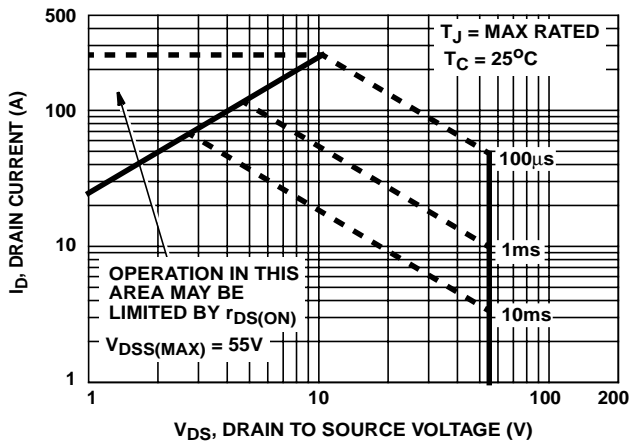 500
100
10
1
I_D, DRAIN CURRENT (A)
T_J = MAX RATED
T_C = 25°C
100μs
1ms
10ms
OPERATION IN THIS
AREA MAY BE
LIMITED BY r_DS(ON)
V_DSS(MAX) = 55V
1
10
100
200
V_DS, DRAIN TO SOURCE VOLTAGE (V)